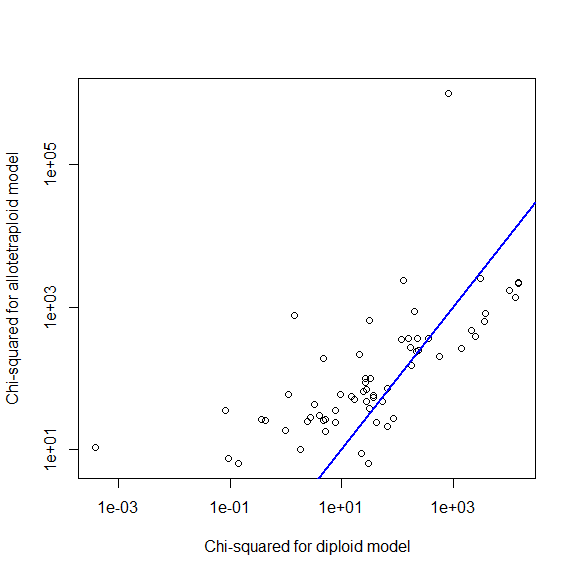 Chi-squared for allotetraploid model
1e+05
1e+03
1e+01
1e-03
1e-01
1e+01
1e+03
Chi-squared for diploid model